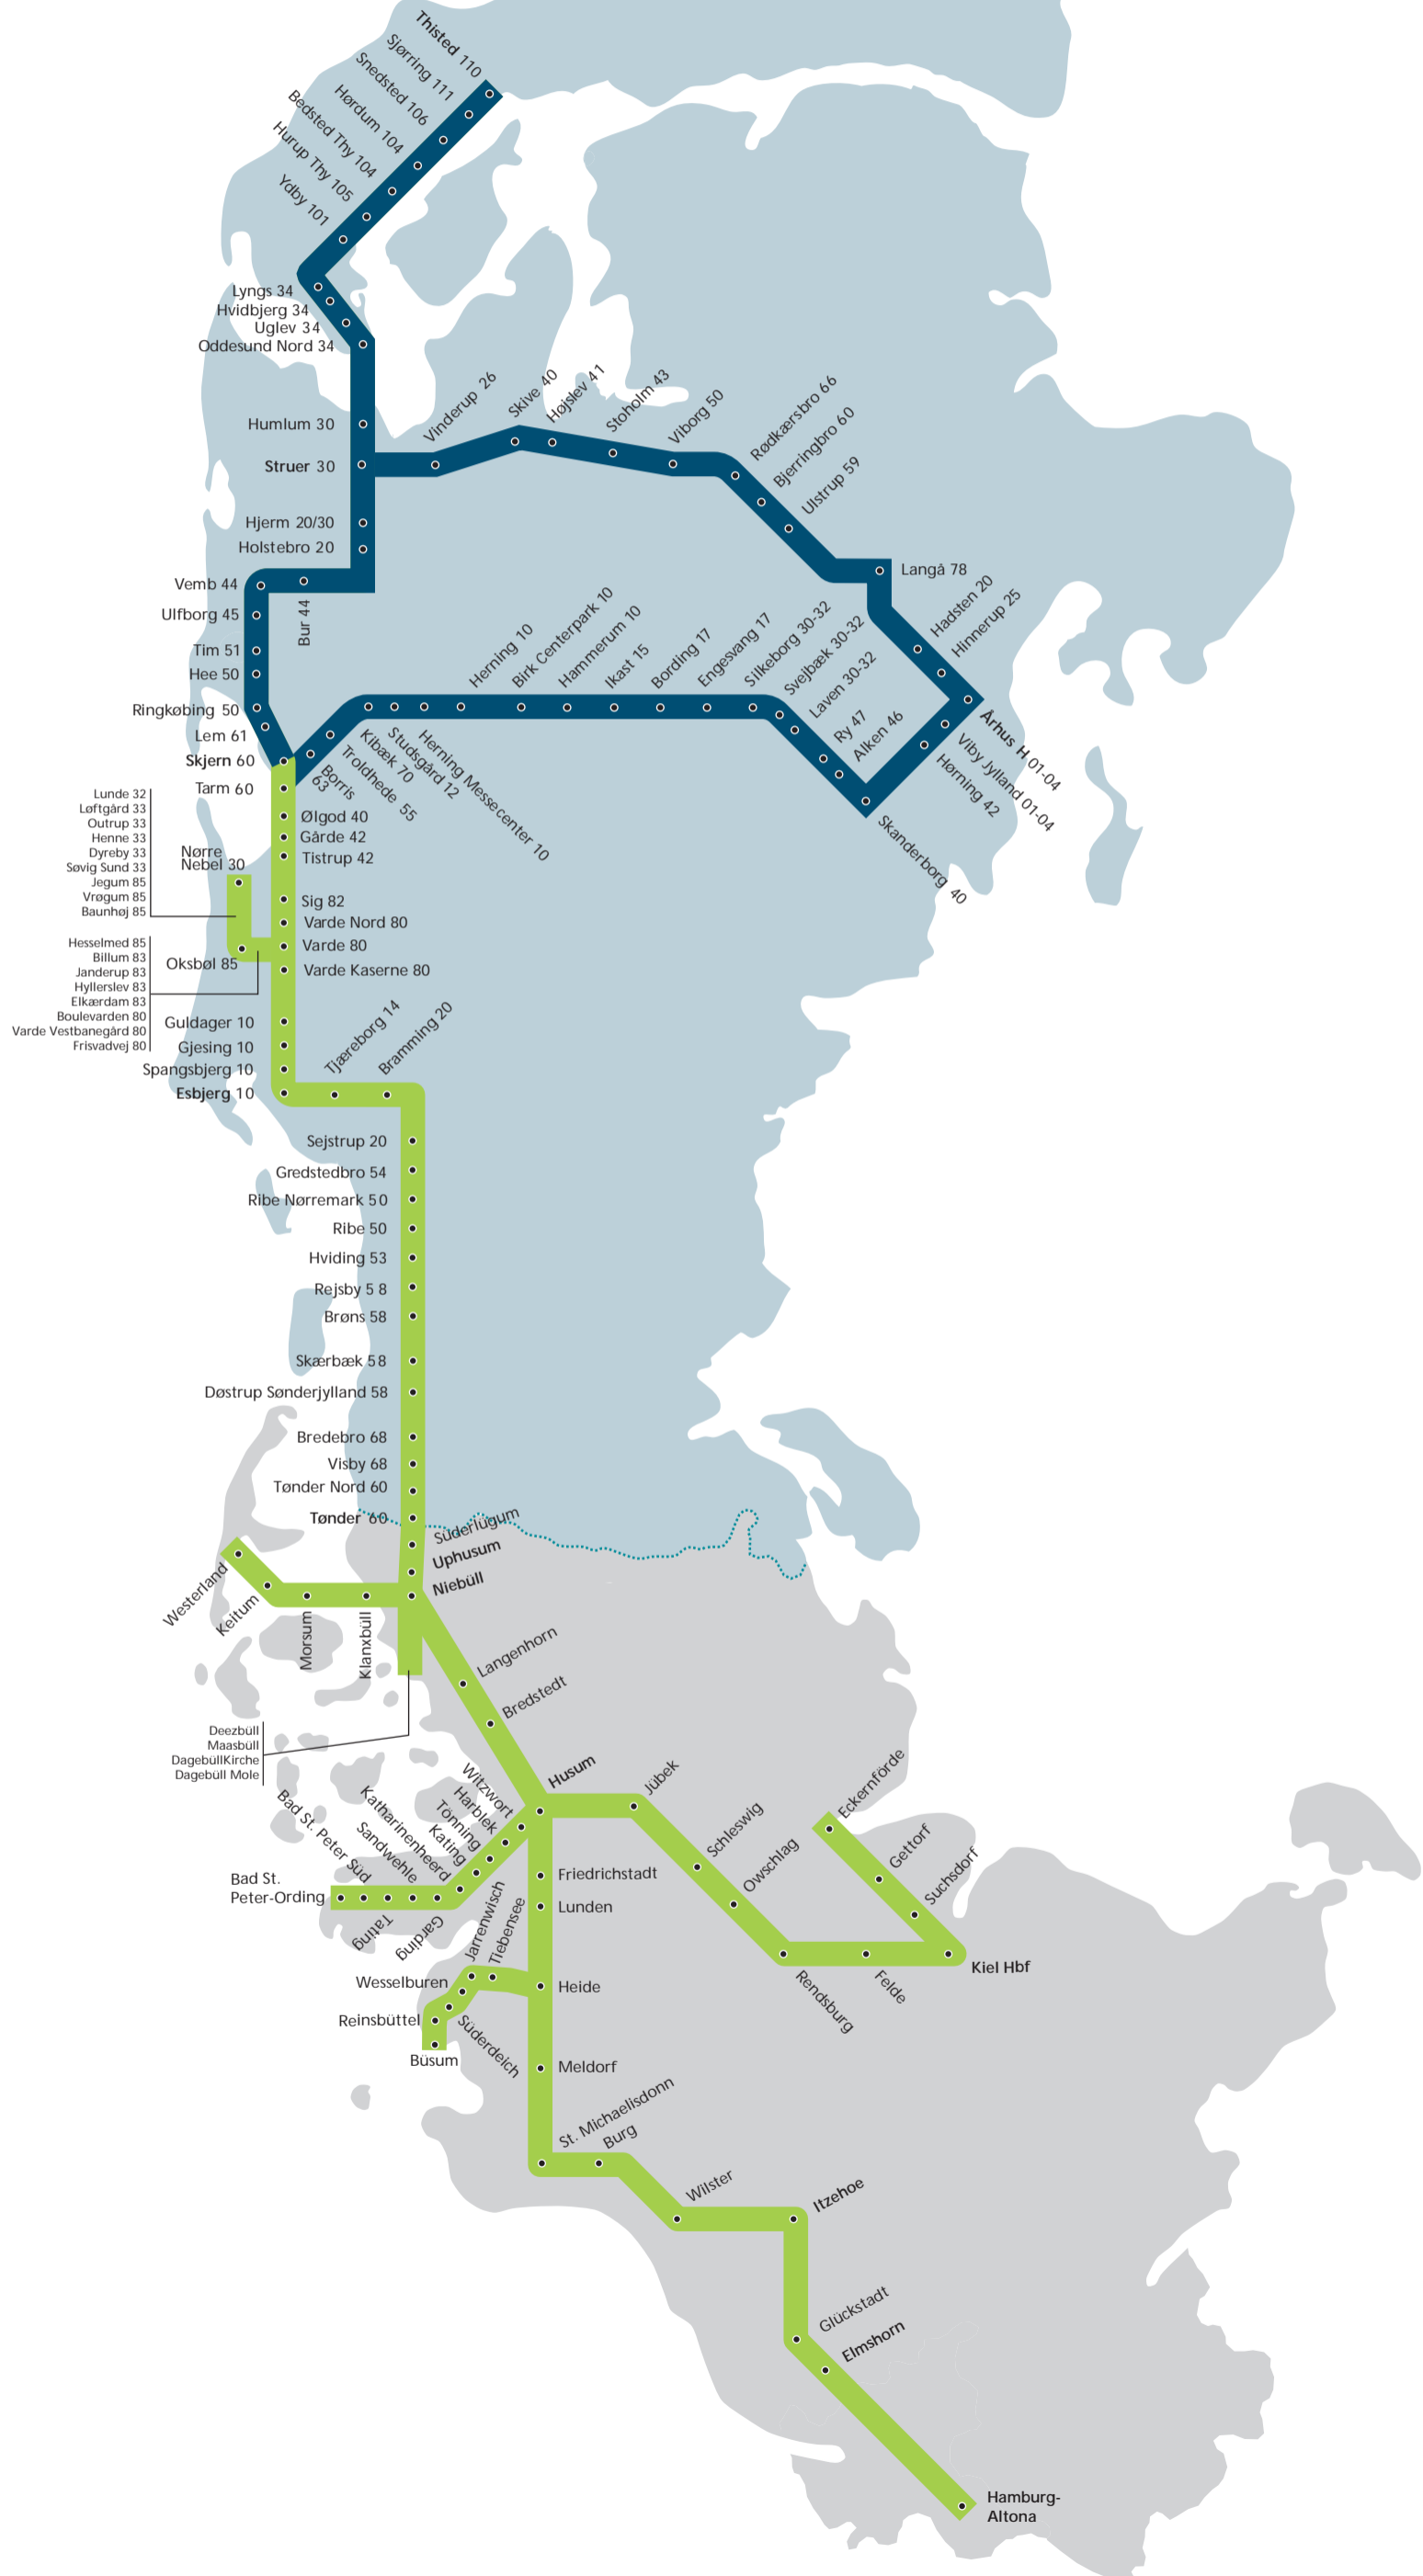 Thisted 110
Sjørring 111
Snedsted 106
Hørdum 104
Bedsted Thy 104
Hurup Thy 105
Ydby 101
Lyngs 34
Hvidbjerg 34
Uglev 34
Oddesund Nord 34
Humlum 30
Struer 30
Vinderup 26
Skive 40
Højslev 41
Stoholm 43
Viborg 50
Rødkærsbro 66
Bjerringbro 60
Ulstrup 59
Langå 78
Hadsten 20
Hinnerup 25
Århus H 01-04
Viby Jylland 01-04
Hørning 42
Skanderborg 40
Alken 46
Ry 47
Laven 30-32
Svejbæk 30-32
Silkeborg 30-32
Engesvang 17
Bording 17
Ikast 15
Hammerum 10
Birk Centerpark 10
Herning 10
Herning Messecenter 10
Studsgård 12
Kibæk 70
Troldhede 55
Borris
63
Hjerm 20/30
Holstebro 20
Bur 44
Vemb 44
Ulfborg 45
Tim 51
Hee 50
Ringkøbing 50
Lem 61
Skjern 60
Tarm 60
Ølgod 40
Gårde 42
Tistrup 42
Sig 82
Varde Nord 80
Varde 80
Varde Kaserne 80
Lunde 32
Løftgård 33
Outrup 33
Henne 33
Dyreby 33
Søvig Sund 33
Jegum 85
Vrøgum 85
Baunhøj 85
Nørre
Nebel 30
Oksbøl 85
Hesselmed 85
Billum 83
Janderup 83
Hyllerslev 83
Elkærdam 83
Boulevarden 80
Varde Vestbanegård 80
Frisvadvej 80
Guldager 10
Gjesing 10
Spangsbjerg 10
Esbjerg 10
Tjæreborg 14
Bramming 20
Sejstrup 20
Gredstedbro 54
Ribe Nørremark 50
Ribe 50
Hviding 53
Rejsby 5 8
Brøns 58
Skærbæk 58
Døstrup Sønderjylland 58
Bredebro 68
Visby 68
Tønder Nord 60
Tønder 60
Süderlügum
Uphusum
Niebüll
Westerland
Keitum
Morsum
Klanxbüll
Deezbüll
Maasbüll
DagebüllKirche
Dagebüll Mole
Langenhorn
Bredstedt
Husum
Jübek
Schleswig
Owschlag
Rendsburg
Felde
Kiel Hbf
Suchsdorf
Gettorf
Eckernförde
Witzwort
Harblek
Tönning
Kating
Katharinenheerd
Garding
Sandwehle
Tating
Bad St. Peter Süd
Bad St.
Peter-Ording
Friedrichstadt
Lunden
Heide
Tiebensee
Jarrenwisch
Wesselburen
Süderdeich
Reinsbüttel
Büsum
Meldorf
St. Michaelisdonn
Burg
Wilster
Itzehoe
Glückstadt
Elmshorn
Hamburg-
Altona